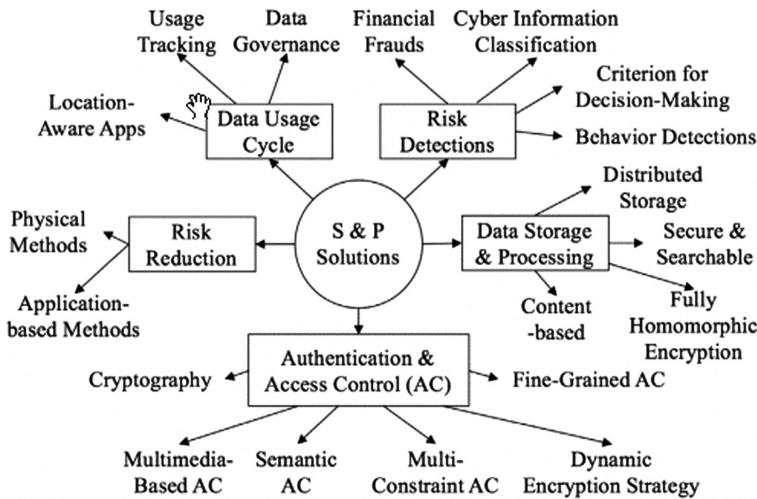 Usage
Tracking
Data
Governance
Financial
Frauds
Cyber Information
Classification
Location-
Aware Apps
Data Usage
Cycle
Risk
Detections
Criterion for
Decision-Making
Behavior Detections
Distributed
Storage
Physical
Methods
Risk
Reduction
S & P
Solutions
Data Storage
& Processing
Secure &
Searchable
Application-
based Methods
Content
-based
Fully
Homomorphic
Encryption
Cryptography
Authentication &
Access Control (AC)
Fine-Grained AC
Multimedia-
Based AC
Semantic
AC
Multi-
Constraint AC
Dynamic
Encryption Strategy